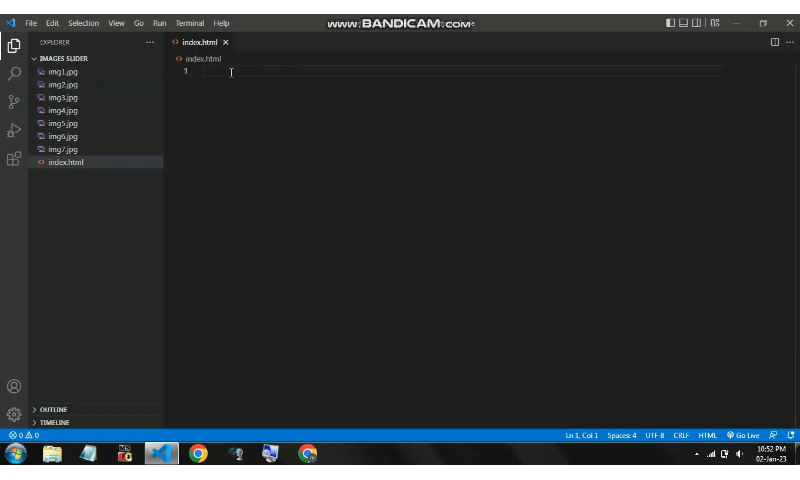 File Edit Selection View Go Run Terminal Help
www.BANDICAM.com
EXPLORER
index.html
IMAGES SLIDER
index.html
img1.jpg
1
img2.jpg
img3.jpg
img4.jpg
img5.jpg
img6.jpg
img7.jpg
index.html
OUTLINE
TIMELINE
0 0
Ln 1, Col 1 Spaces: 4 UTF-8 CRLF HTML Go Live
10:52 PM
02-Jan-23